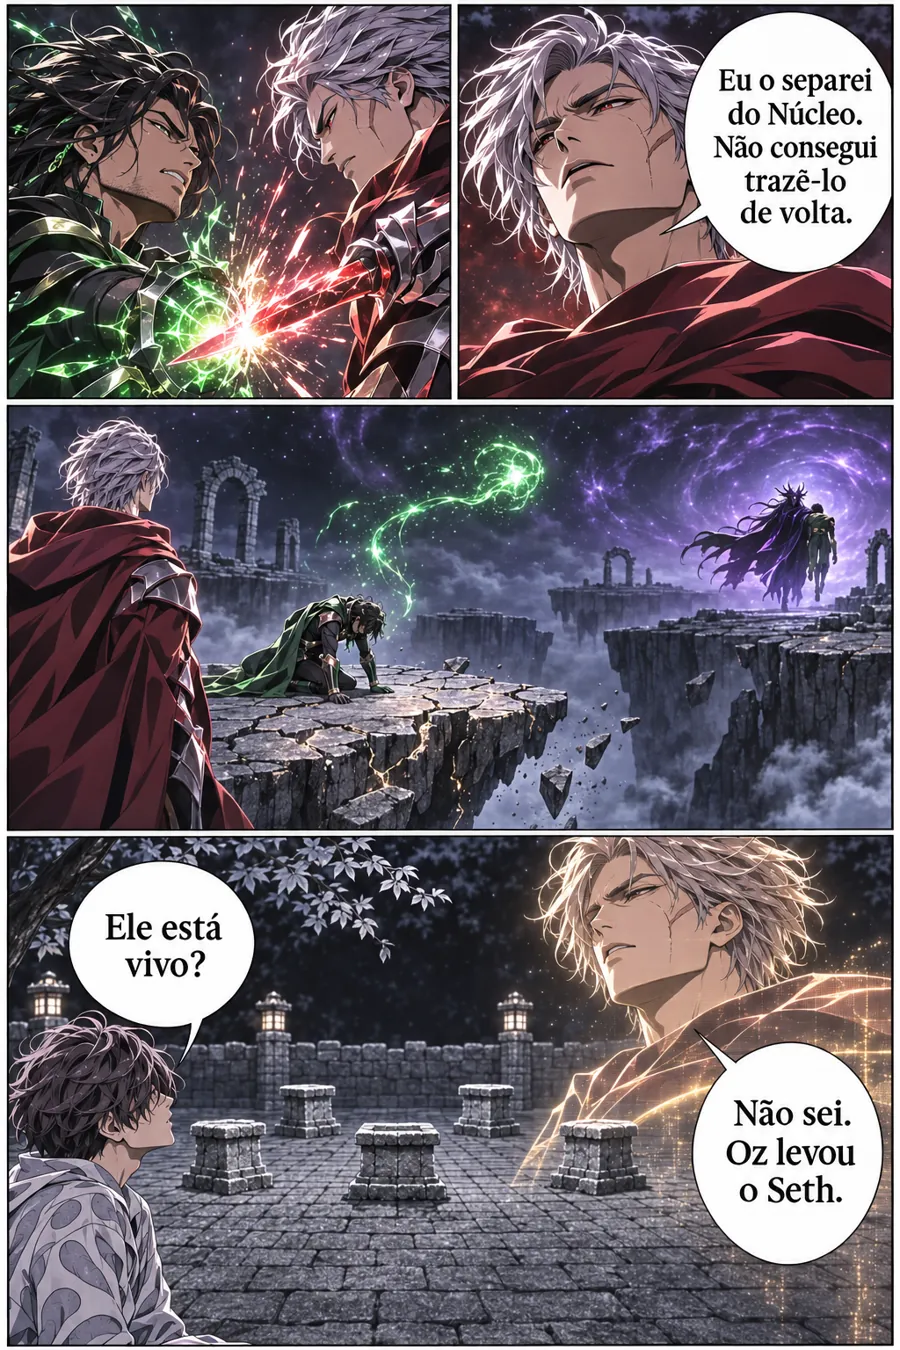 Eu o separei
do Núcleo.
Não consegui
trazê-lo
de volta.
Ele está
vivo?
Não sei.
Oz levou
o Seth.